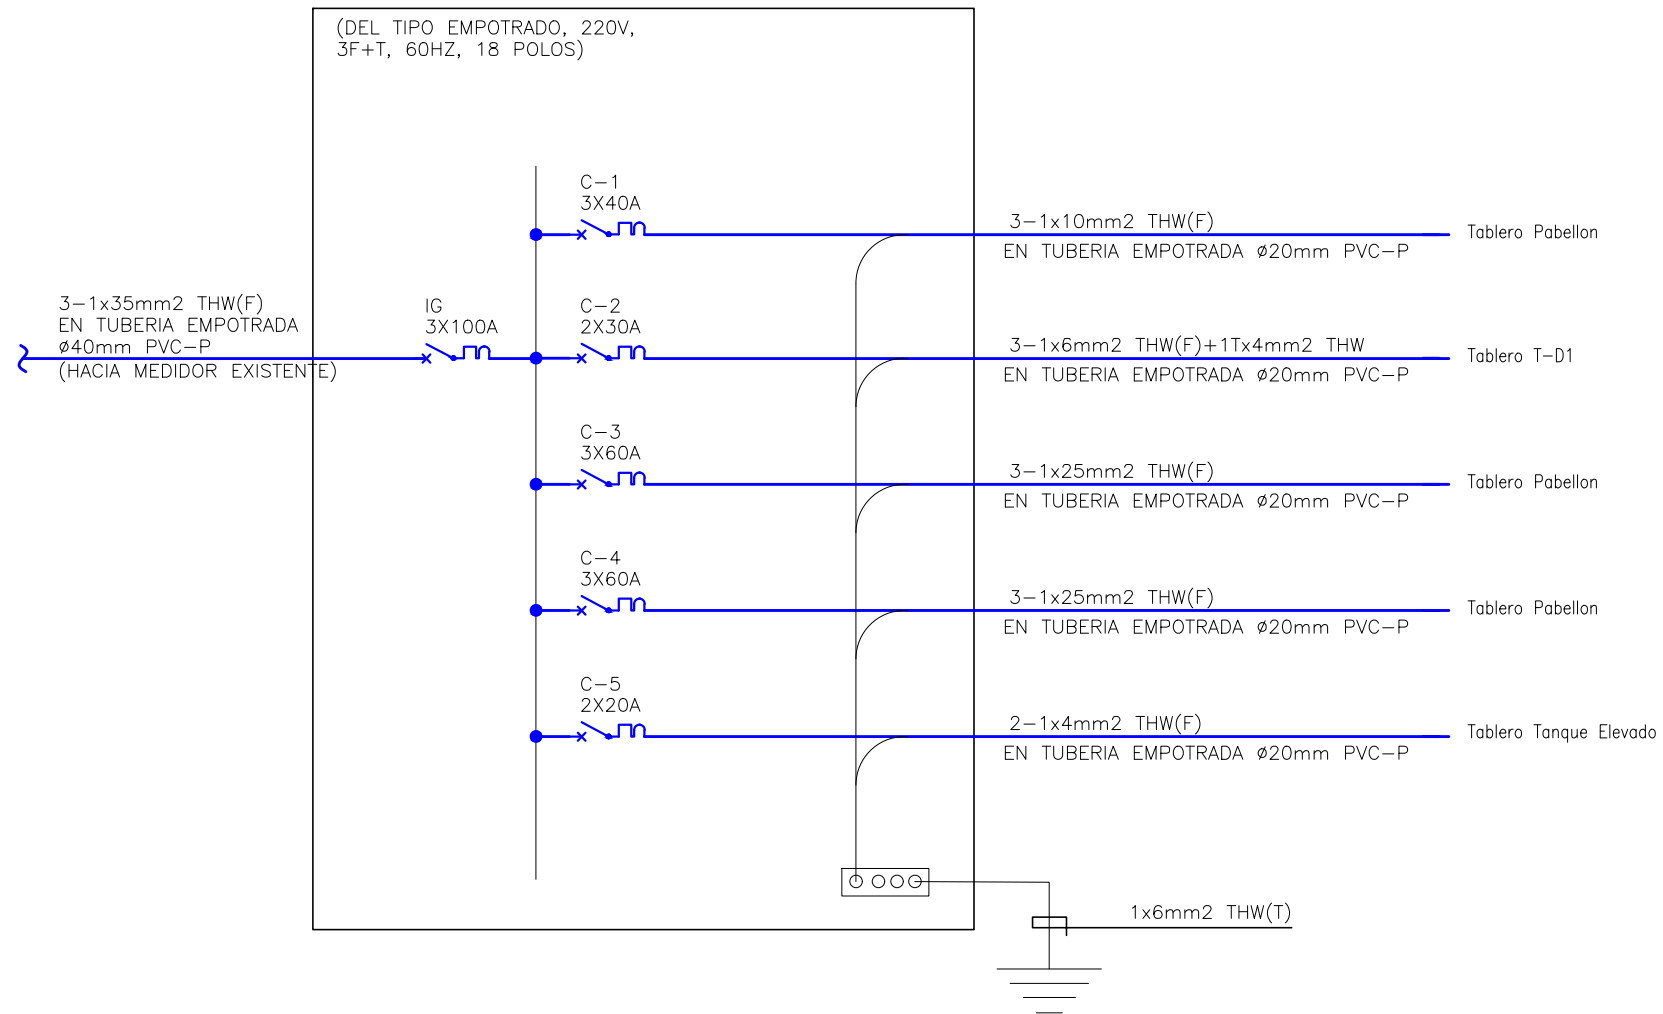 (DEL TIPO EMPOTRADO, 220V,
3F+T, 60HZ, 18 POLOS)
3-1x35mm2 THW(F)
EN TUBERIA EMPOTRADA
ø40mm PVC-P
(HACIA MEDIDOR EXISTENTE)
IG
3X100A
C-1
3X40A
3-1x10mm2 THW(F)
EN TUBERIA EMPOTRADA ø20mm PVC-P
Tablero Pabellon
C-2
2X30A
3-1x6mm2 THW(F)+1Tx4mm2 THW
EN TUBERIA EMPOTRADA ø20mm PVC-P
Tablero T-D1
C-3
3X60A
3-1x25mm2 THW(F)
EN TUBERIA EMPOTRADA ø20mm PVC-P
Tablero Pabellon
C-4
3X60A
3-1x25mm2 THW(F)
EN TUBERIA EMPOTRADA ø20mm PVC-P
Tablero Pabellon
C-5
2X20A
2-1x4mm2 THW(F)
EN TUBERIA EMPOTRADA ø20mm PVC-P
Tablero Tanque Elevado
1x6mm2 THW(T)